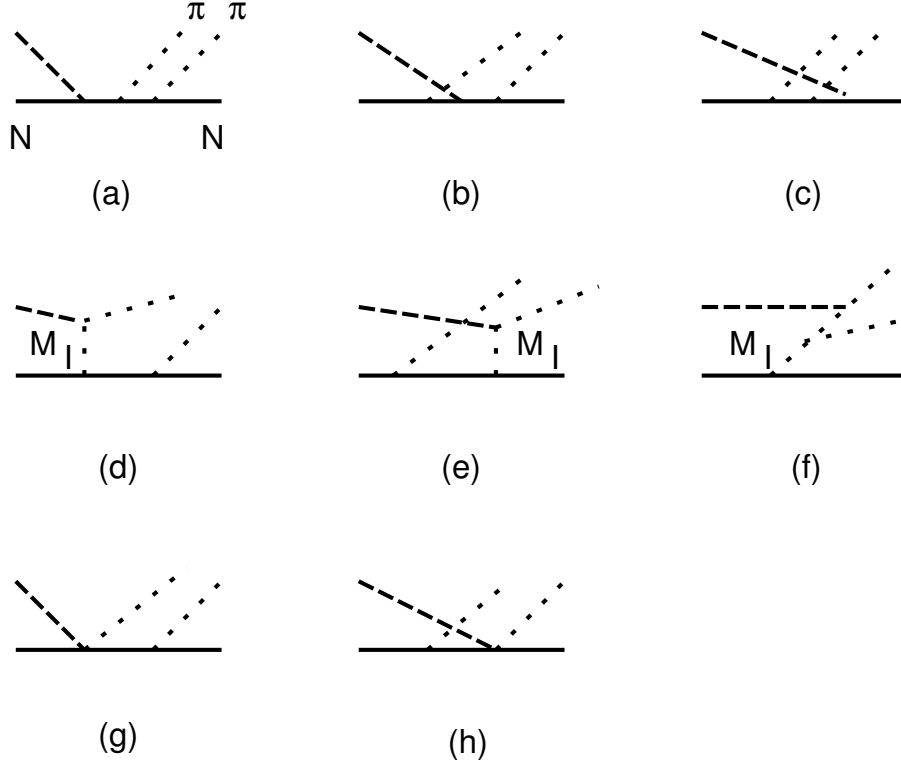 π π
N N
(a) (b) (c)
M I M I M I
(d) (e) (f)
(g) (h)